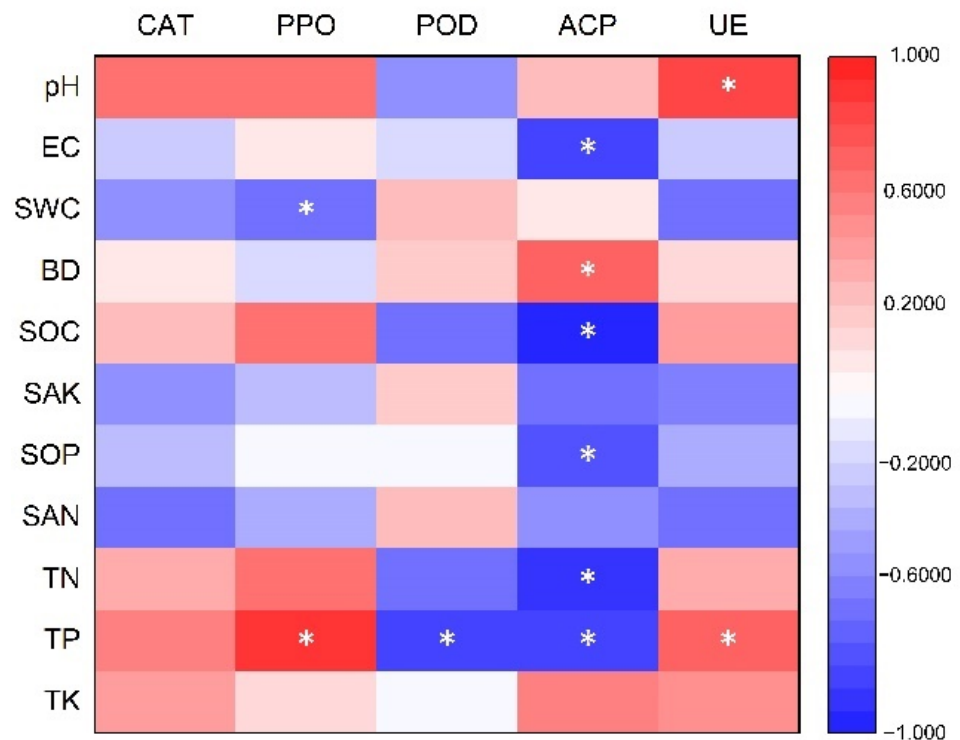 CAT PPO POD ACP UE
1.000
pH *
EC *
0.6000
SWC *
BD *
0.2000
SOC *
SAK
SOP *
−0.2000
SAN
TN *
−0.6000
TP * * * *
TK
−1.000